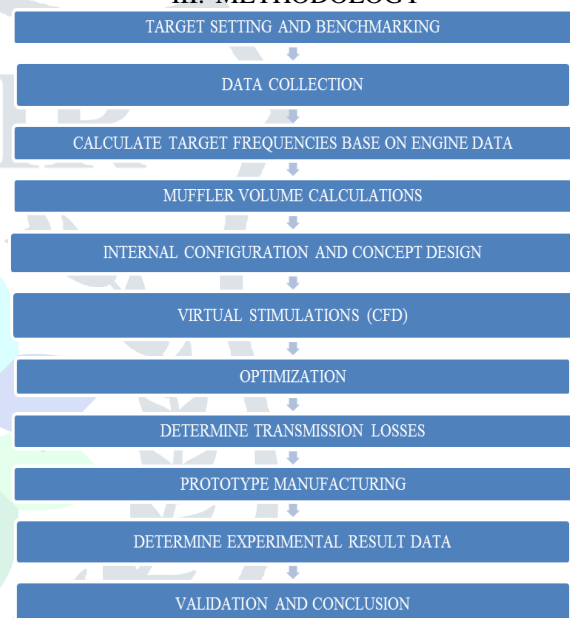 III. METHODOLOGY
TARGET SETTING AND BENCHMARKING
DATA COLLECTION
CALCULATE TARGET FREQUENCIES BASE ON ENGINE DATA
MUFFLER VOLUME CALCULATIONS
INTERNAL CONFIGURATION AND CONCEPT DESIGN
VIRTUAL STIMULATIONS (CFD)
OPTIMIZATION
DETERMINE TRANSMISSION LOSSES
PROTOTYPE MANUFACTURING
DETERMINE EXPERIMENTAL RESULT DATA
VALIDATION AND CONCLUSION